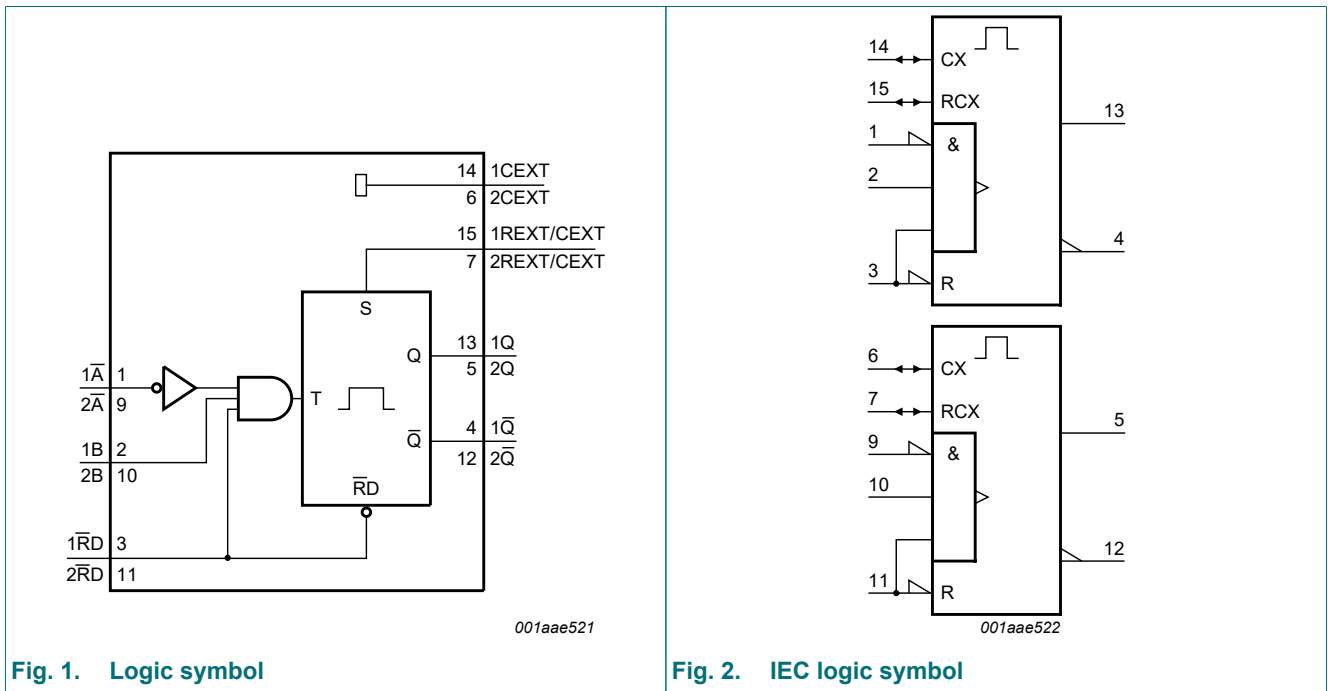 14 1CEXT
6 2CEXT
15 1REXT/CEXT
7 2REXT/CEXT
S
Q
13 1Q
5 2Q
1A̅ 1
2A̅ 9
T
Q̅
4 1Q̅
12 2Q̅
1B 2
2B 10
R̅D̅
1R̅D̅ 3
2R̅D̅ 11
001aae521
Fig. 1. Logic symbol
14 CX
15 RCX
13
1
&
2
4
3 R
6 CX
7 RCX
5
9
&
10
12
11 R
001aae522
Fig. 2. IEC logic symbol